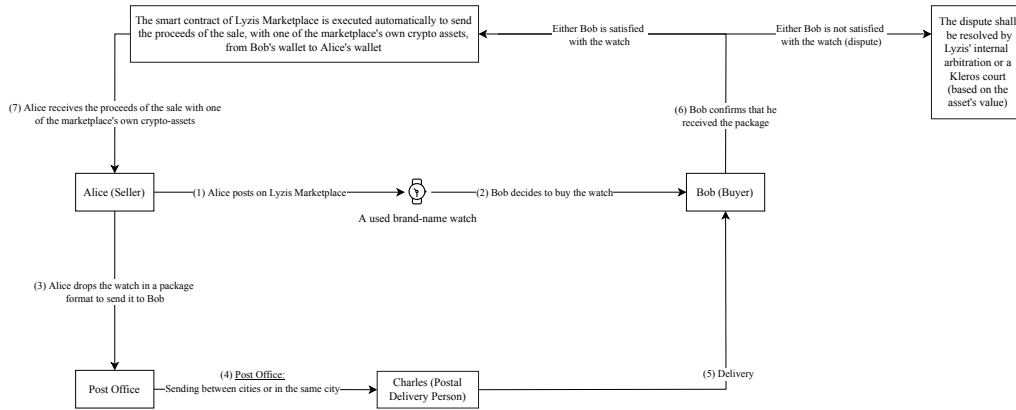 The smart contract of Lyzis Marketplace is executed automatically to send
the proceeds of the sale, with one of the marketplace's own crypto assets,
from Bob's wallet to Alice's wallet
Either Bob is satisfied
with the watch
Either Bob is not satisfied
with the watch (dispute)
The dispute shall
be resolved by
Lyzis' internal
arbitration or a
Kleros court
(based on the
asset's value)
(7) Alice receives the proceeds of the sale with one
of the marketplace's own crypto-assets
(6) Bob confirms that he
received the package
Alice (Seller)
(1) Alice posts on Lyzis Marketplace
(2) Bob decides to buy the watch
Bob (Buyer)
A used brand-name watch
(3) Alice drops the watch in a package
format to send it to Bob
Post Office
(4) Post Office:
Sending between cities or in the same city
Charles (Postal
Delivery Person)
(5) Delivery